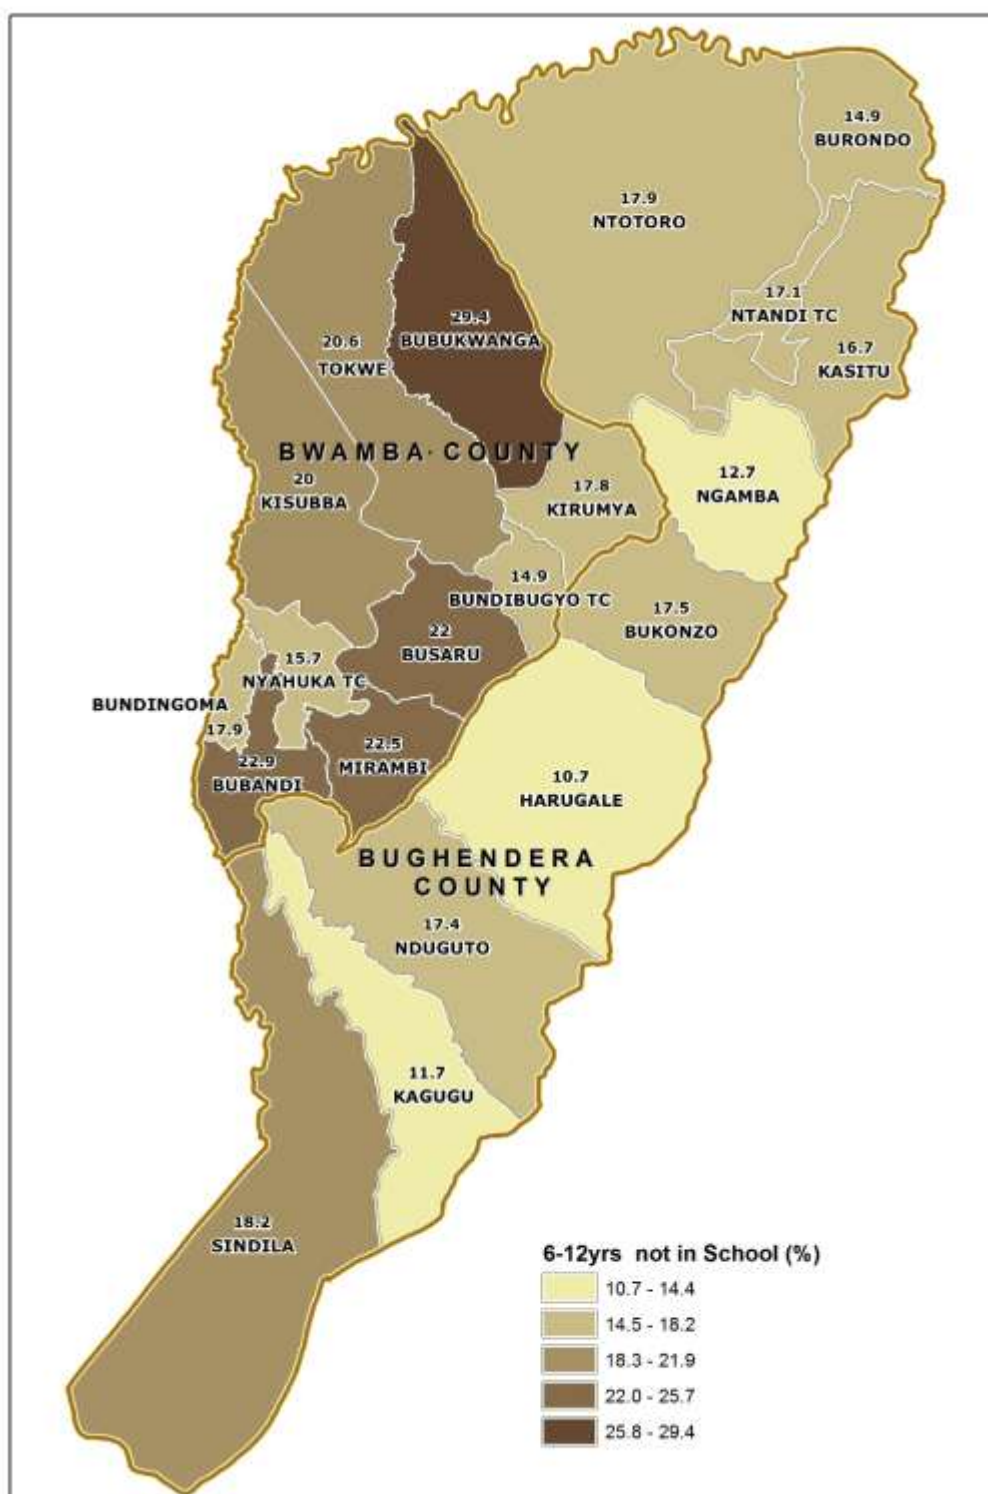 14.9
BURONDO
17.9
NTOTORO
17.1
NTANDI TC
16.7
KASITU
29.4
BUBUKWANGA
20.6
TOKWE
BWAMBA COUNTY
20
KISUBBA
17.8
KIRUMYA
12.7
NGAMBA
14.9
BUNDIBUGYO TC
17.5
BUKONZO
22
BUSARU
15.7
NYAHUKA TC
BUNDINGOMA
17.9
22.9
BUBANDI
22.5
MIRAMBI
10.7
HARUGALE
BUGHENDERA
COUNTY
17.4
NDUGUTO
11.7
KAGUGU
18.2
SINDILA
6-12yrs not in School (%)
10.7 - 14.4
14.5 - 18.2
18.3 - 21.9
22.0 - 25.7
25.8 - 29.4